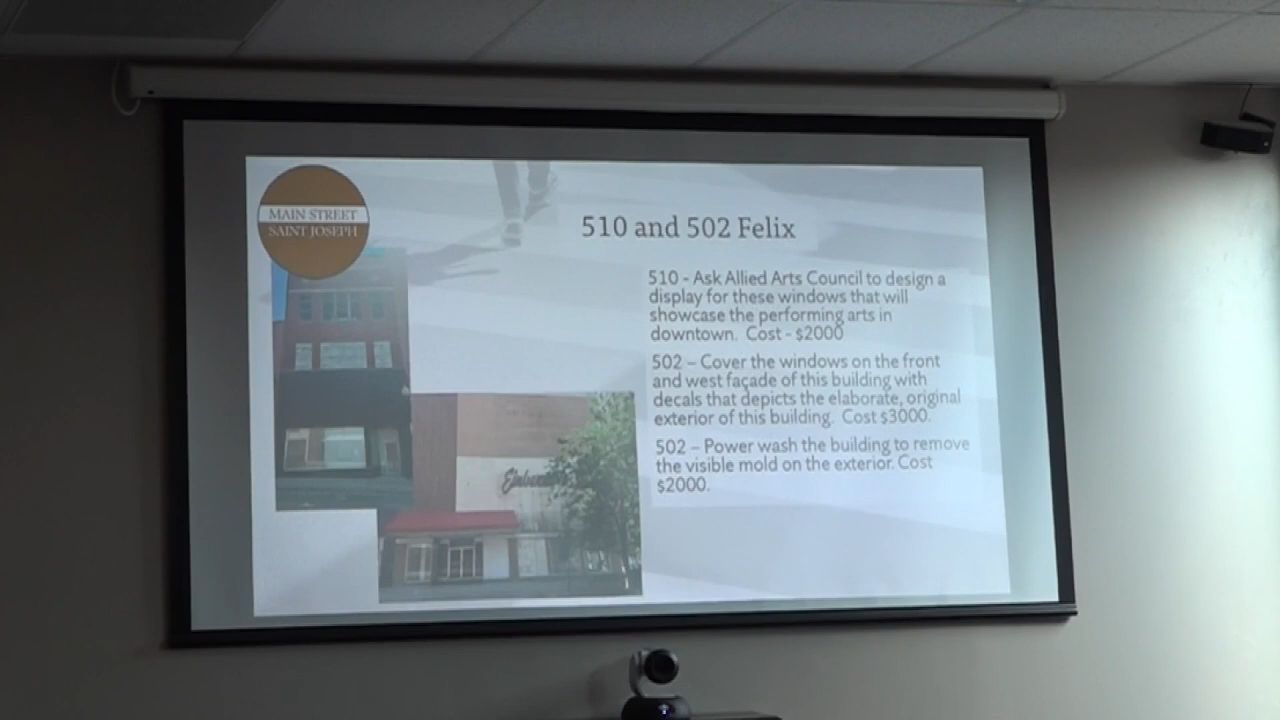 MAIN STREET
SAINT JOSEPH
510 and 502 Felix
510 - Ask Allied Arts Council to design a
display for these windows that will
showcase the performing arts in
downtown. Cost - $2000
502 – Cover the windows on the front
and west façade of this building with
decals that depicts the elaborate, original
exterior of this building. Cost $3000.
502 – Power wash the building to remove
the visible mold on the exterior. Cost
$2000.